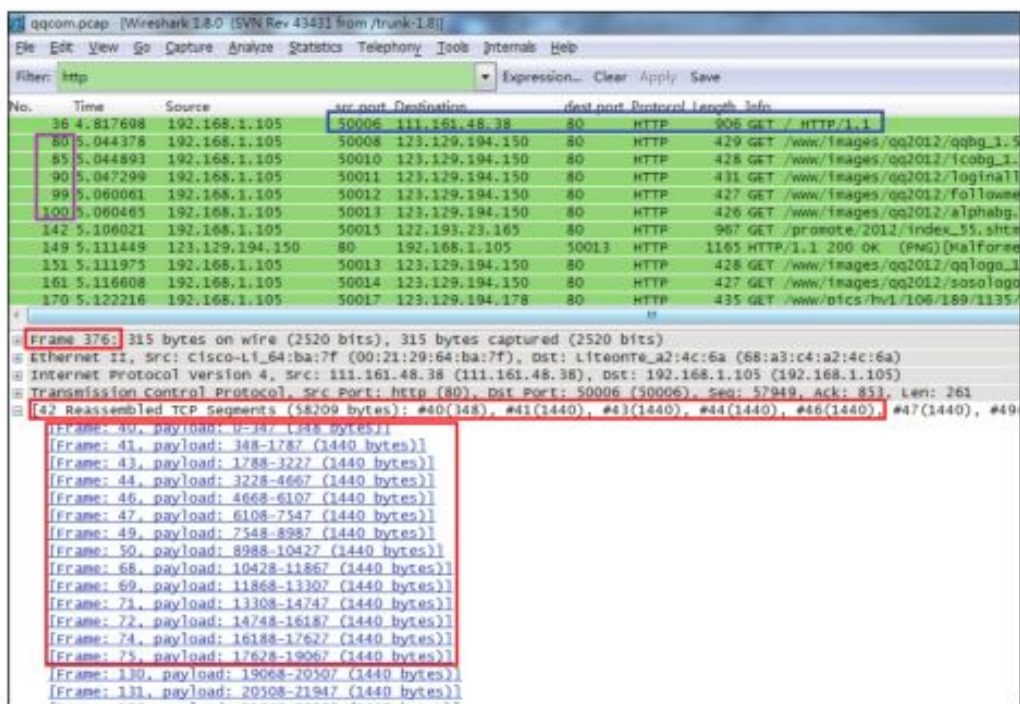 qqcom.pcap [Wireshark 1.8.0 (SVN Rev 43431 from /trunk-1.8)]
File Edit View Go Capture Analyze Statistics Telephony Tools Internals Help
Filter: http Expression... Clear Apply Save
No. Time Source src port Destination dest port Protocol Length Info
36 4.817698 192.168.1.105 50006 111.161.48.38 80 HTTP 906 GET / HTTP/1.1
80 5.044378 192.168.1.105 50008 123.129.194.150 80 HTTP 429 GET /www/images/qq2012/qqbg_1.5
85 5.044893 192.168.1.105 50010 123.129.194.150 80 HTTP 428 GET /www/images/qq2012/icobg_1.
90 5.047299 192.168.1.105 50011 123.129.194.150 80 HTTP 431 GET /www/images/qq2012/loginall
99 5.060061 192.168.1.105 50012 123.129.194.150 80 HTTP 427 GET /www/images/qq2012/followme
100 5.060465 192.168.1.105 50013 123.129.194.150 80 HTTP 426 GET /www/images/qq2012/alphabg.
142 5.106021 192.168.1.105 50015 122.193.23.165 80 HTTP 967 GET /promote/2012/index_55.shtm
149 5.111449 123.129.194.150 80 192.168.1.105 50013 HTTP 1165 HTTP/1.1 200 OK (PNG)[Malforme
151 5.111975 192.168.1.105 50013 123.129.194.150 80 HTTP 428 GET /www/images/qq2012/qqlogo_1
161 5.116608 192.168.1.105 50014 123.129.194.150 80 HTTP 427 GET /www/images/qq2012/sosologo
170 5.122216 192.168.1.105 50017 123.129.194.178 80 HTTP 435 GET /www/pics/hv1/106/189/1135/
Frame 376: 315 bytes on wire (2520 bits), 315 bytes captured (2520 bits)
Ethernet II, Src: Cisco-Li_64:ba:7f (00:21:29:64:ba:7f), Dst: LiteonTe_a2:4c:6a (68:a3:c4:a2:4c:6a)
Internet Protocol Version 4, Src: 111.161.48.38 (111.161.48.38), Dst: 192.168.1.105 (192.168.1.105)
Transmission Control Protocol, Src Port: http (80), Dst Port: 50006 (50006), Seq: 57949, Ack: 853, Len: 261
[42 Reassembled TCP Segments (58209 bytes): #40(348), #41(1440), #43(1440), #44(1440), #46(1440), #47(1440), #49(
[Frame: 40, payload: 0-347 (348 bytes)]
[Frame: 41, payload: 348-1787 (1440 bytes)]
[Frame: 43, payload: 1788-3227 (1440 bytes)]
[Frame: 44, payload: 3228-4667 (1440 bytes)]
[Frame: 46, payload: 4668-6107 (1440 bytes)]
[Frame: 47, payload: 6108-7547 (1440 bytes)]
[Frame: 49, payload: 7548-8987 (1440 bytes)]
[Frame: 50, payload: 8988-10427 (1440 bytes)]
[Frame: 68, payload: 10428-11867 (1440 bytes)]
[Frame: 69, payload: 11868-13307 (1440 bytes)]
[Frame: 71, payload: 13308-14747 (1440 bytes)]
[Frame: 72, payload: 14748-16187 (1440 bytes)]
[Frame: 74, payload: 16188-17627 (1440 bytes)]
[Frame: 75, payload: 17628-19067 (1440 bytes)]
[Frame: 130, payload: 19068-20507 (1440 bytes)]
[Frame: 131, payload: 20508-21947 (1440 bytes)]